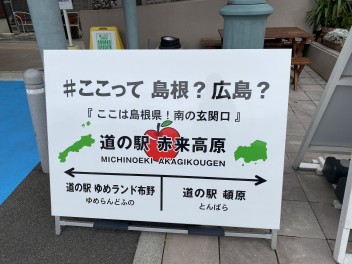 #ここって 島根？広島？
『 ここは島根県！南の玄関口 』
道の駅 赤来高原
MICHINOEKI AKAGIKOUGEN
道の駅 ゆめランド布野
ゆめらんどふの
道の駅 頓原
とんばら